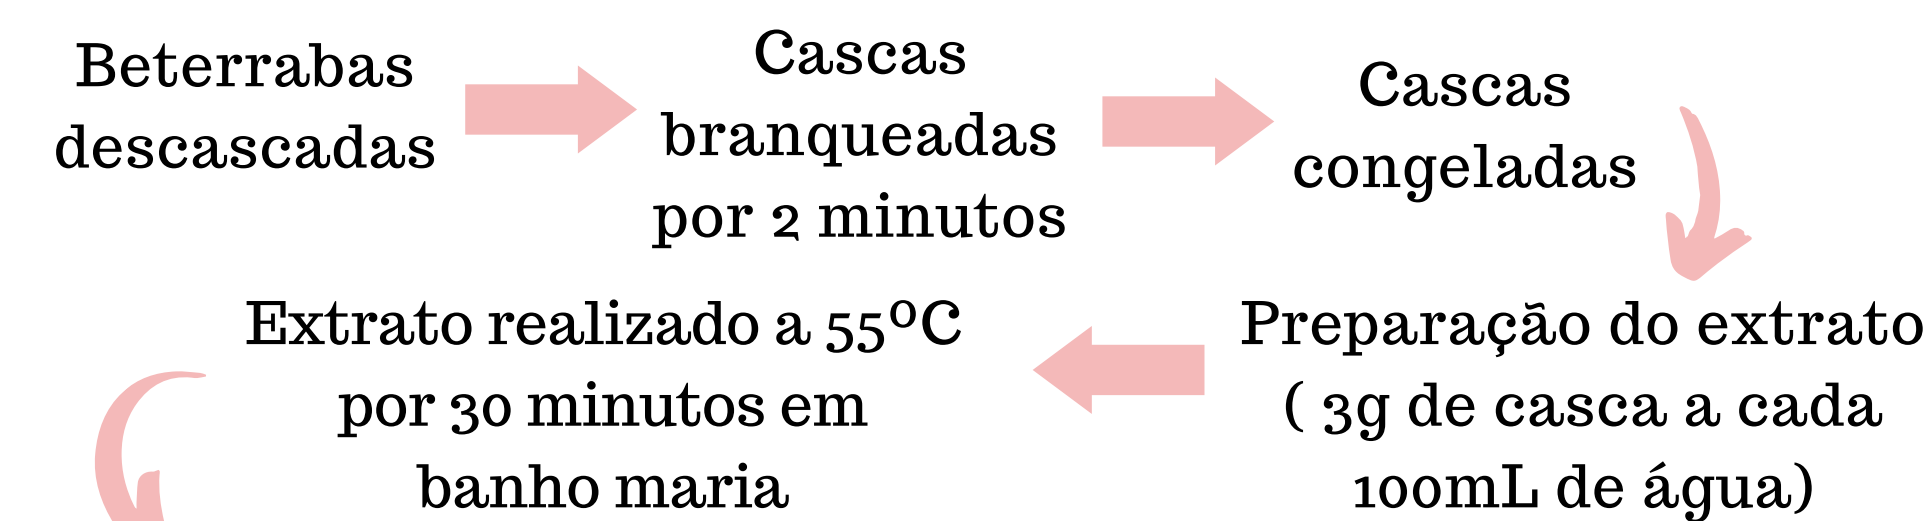 Beterrabas
descascadas
Cascas
branqueadas
por 2 minutos
Cascas
congeladas
Preparação do extrato
( 3g de casca a cada
100mL de água)
Extrato realizado a 55ºC
por 30 minutos em
banho maria